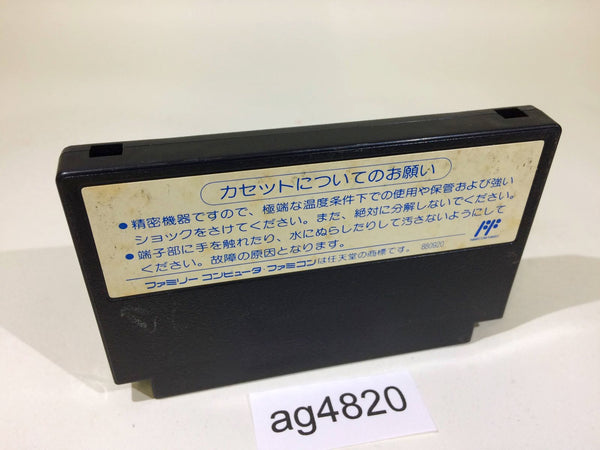 カセットについてのお願い
●精密機器ですので、極端な温度条件下での使用や保管および強い
ショックをさけてください。また、絶対に分解しないでください。
●端子部に手を触れたり、水にぬらしたりして汚さないようにして
ください。故障の原因となります。
ファミリーコンピュータ・ファミコンは任天堂の商標です。 880920
ag4820